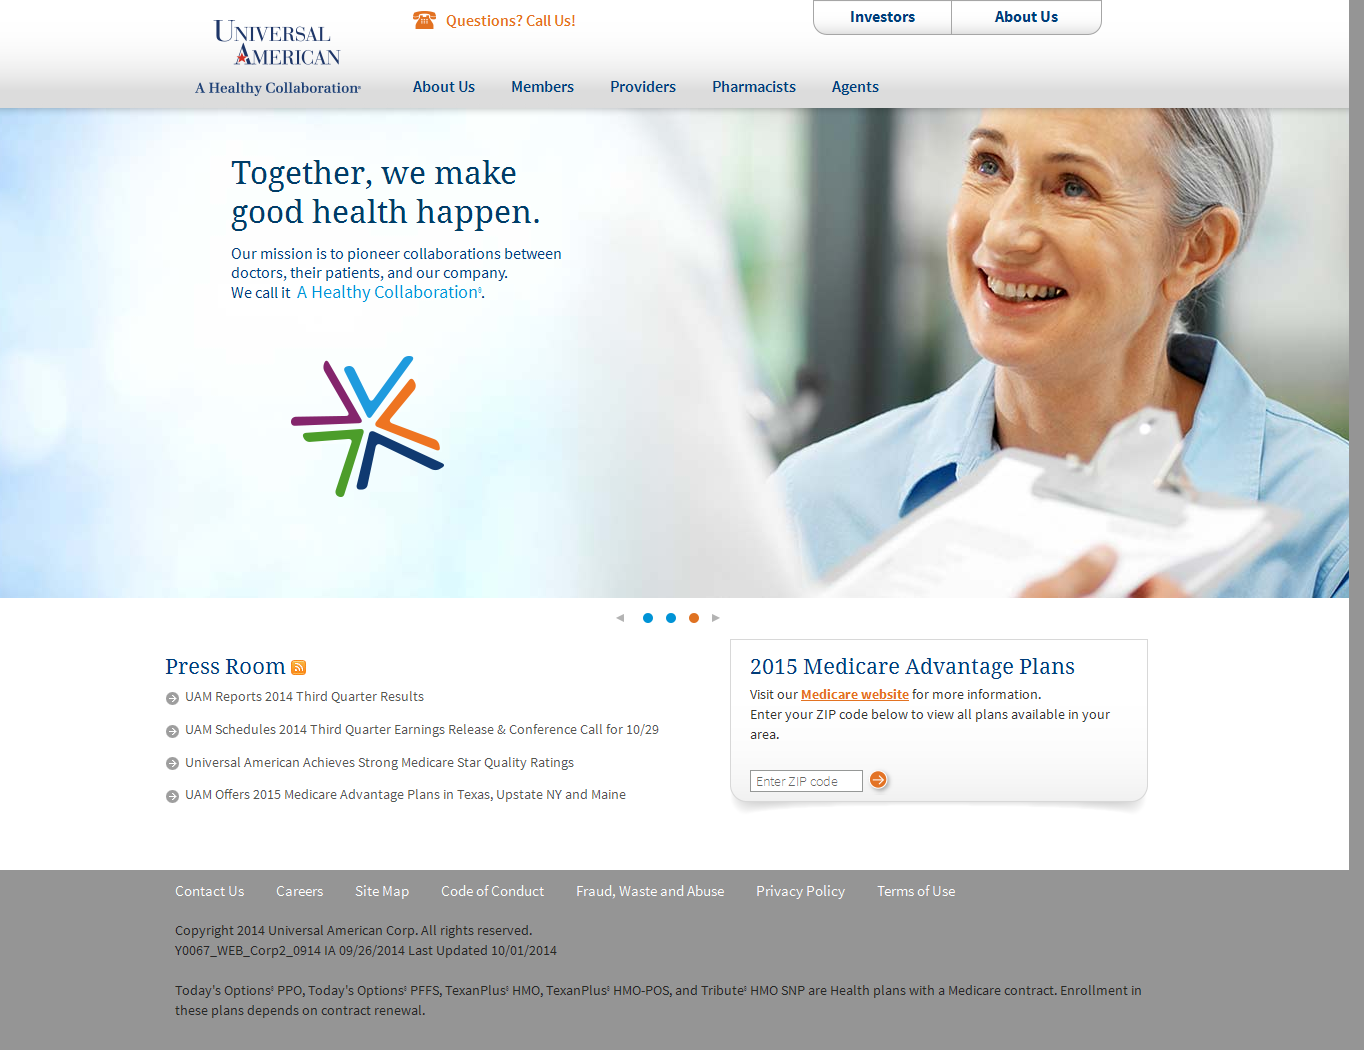 UNIVERSAL
AMERICAN
A Healthy Collaboration®
Questions? Call Us!
Investors
About Us
About Us
Members
Providers
Pharmacists
Agents
Together, we make
good health happen.
Our mission is to pioneer collaborations between
doctors, their patients, and our company.
We call it A Healthy Collaboration®.
Press Room
UAM Reports 2014 Third Quarter Results
UAM Schedules 2014 Third Quarter Earnings Release & Conference Call for 10/29
Universal American Achieves Strong Medicare Star Quality Ratings
UAM Offers 2015 Medicare Advantage Plans in Texas, Upstate NY and Maine
2015 Medicare Advantage Plans
Visit our Medicare website for more information.
Enter your ZIP code below to view all plans available in your
area.
Enter ZIP code
Contact Us
Careers
Site Map
Code of Conduct
Fraud, Waste and Abuse
Privacy Policy
Terms of Use
Copyright 2014 Universal American Corp. All rights reserved.
Y0067_WEB_Corp2_0914 IA 09/26/2014 Last Updated 10/01/2014
Today's Options® PPO, Today's Options® PFFS, TexanPlus® HMO, TexanPlus® HMO-POS, and Tribute® HMO SNP are Health plans with a Medicare contract. Enrollment in
these plans depends on contract renewal.